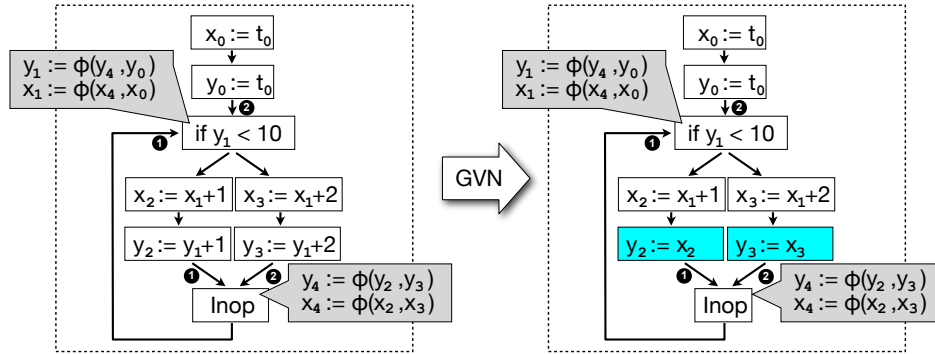 x₀ := t₀
y₁ := Φ(y₄ ,y₀)
x₁ := Φ(x₄ ,x₀)
y₀ := t₀
2
1
if y₁ < 10
x₂ := x₁+1
x₃ := x₁+2
y₂ := y₁+1
y₃ := y₁+2
1
2
y₄ := Φ(y₂ ,y₃)
x₄ := Φ(x₂ ,x₃)
Inop
GVN
x₀ := t₀
y₁ := Φ(y₄ ,y₀)
x₁ := Φ(x₄ ,x₀)
y₀ := t₀
2
1
if y₁ < 10
x₂ := x₁+1
x₃ := x₁+2
y₂ := x₂
y₃ := x₃
1
2
y₄ := Φ(y₂ ,y₃)
x₄ := Φ(x₂ ,x₃)
Inop